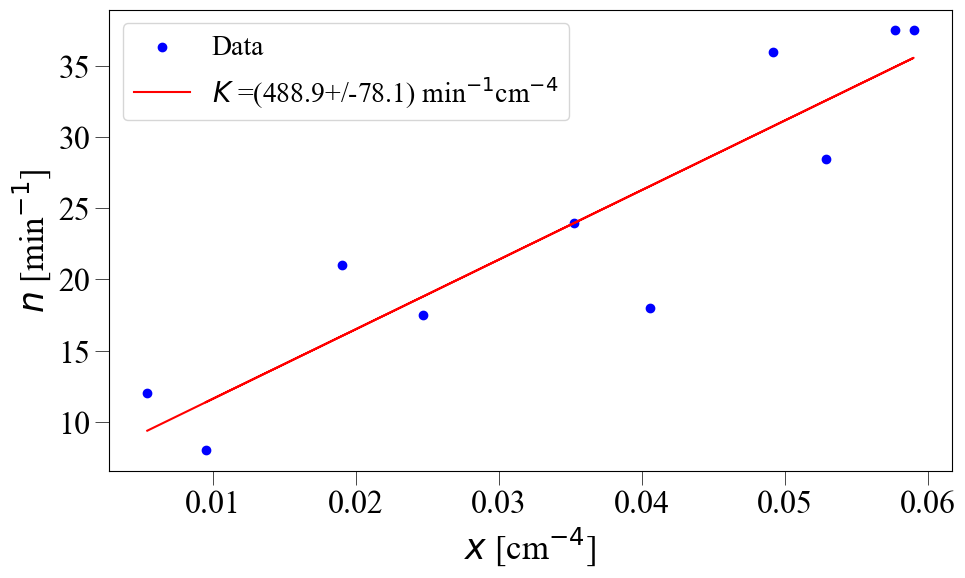 Data
K =(488.9+/-78.1) min⁻¹cm⁻⁴
n [min⁻¹]
35
30
25
20
15
10
0.01 0.02 0.03 0.04 0.05 0.06
x [cm⁻⁴]